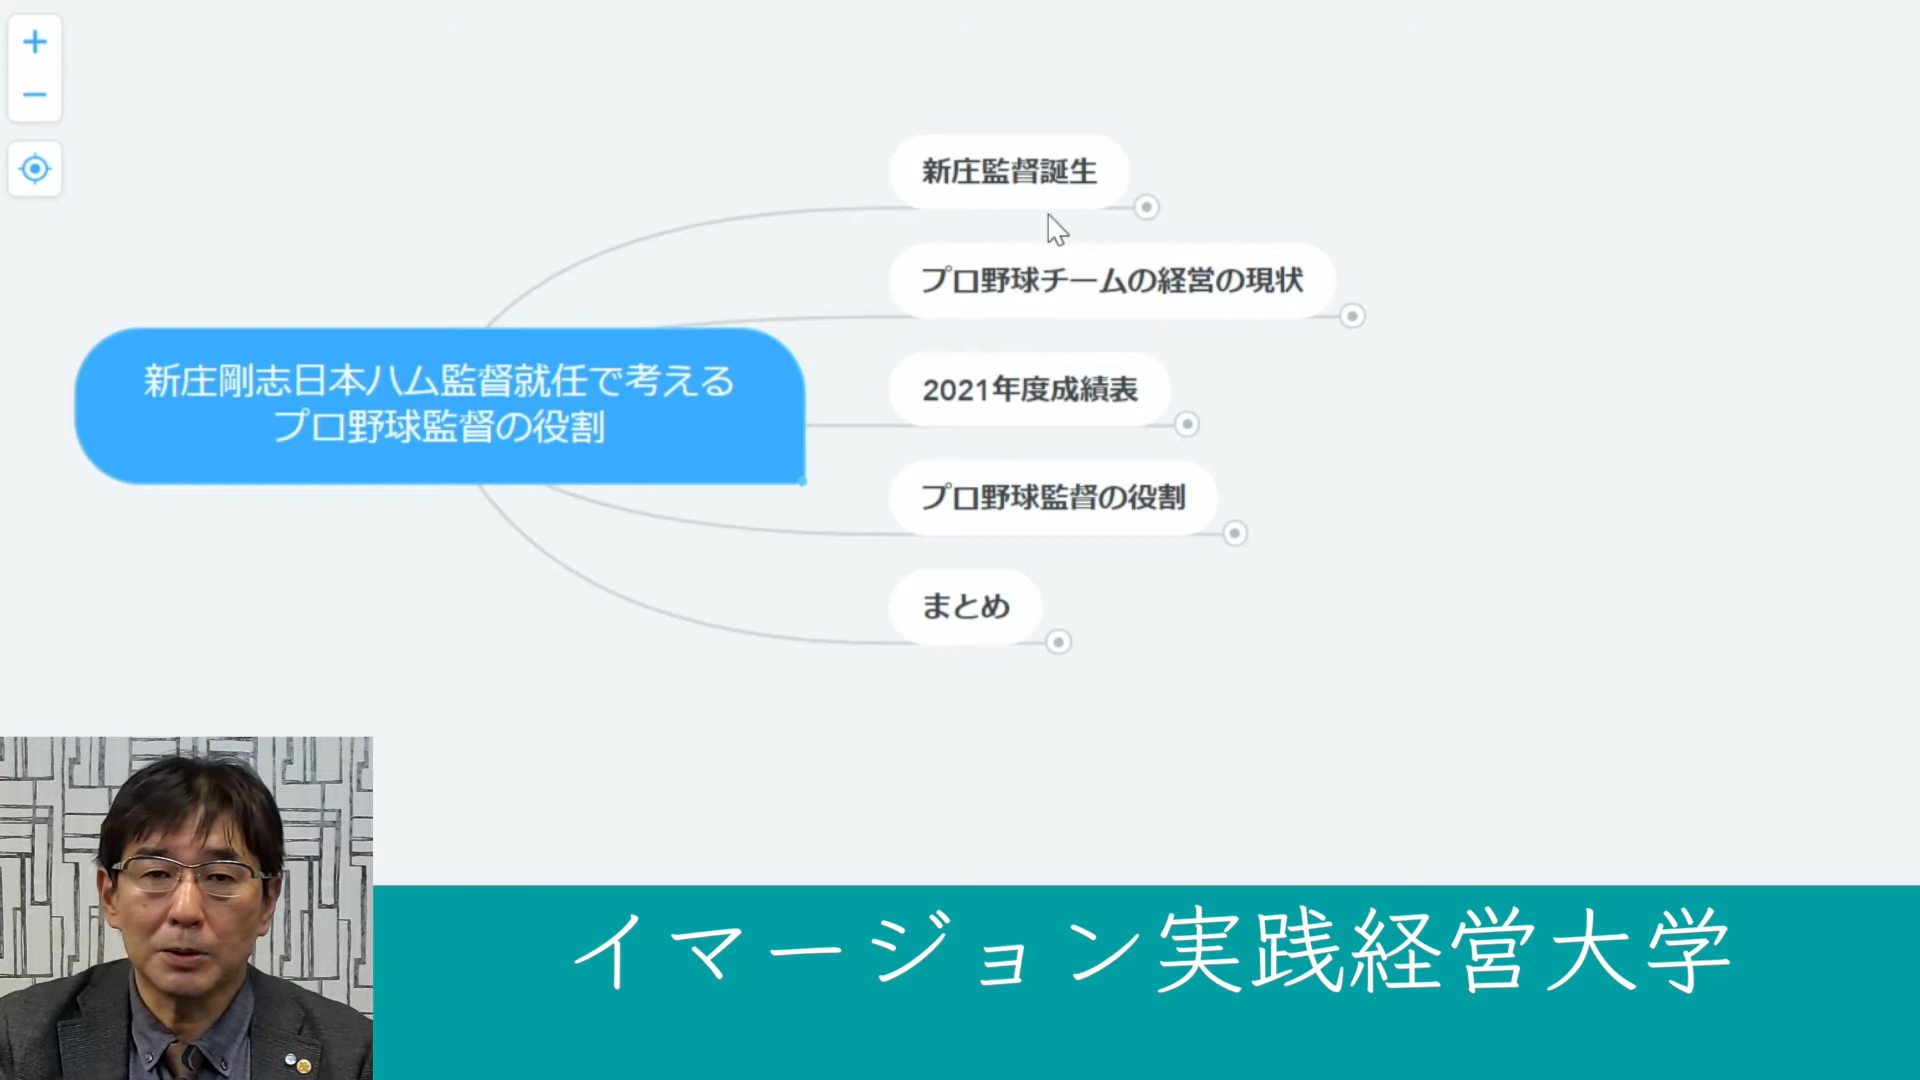 新庄監督誕生
プロ野球チームの経営の現状
新庄剛志日本ハム監督就任で考える
プロ野球監督の役割
2021年度成績表
プロ野球監督の役割
まとめ
イマージョン実践経営大学